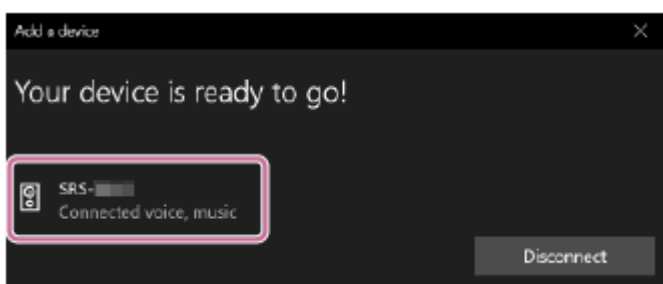 Add a device
Your device is ready to go!
SRS-
Connected voice, music
Disconnect